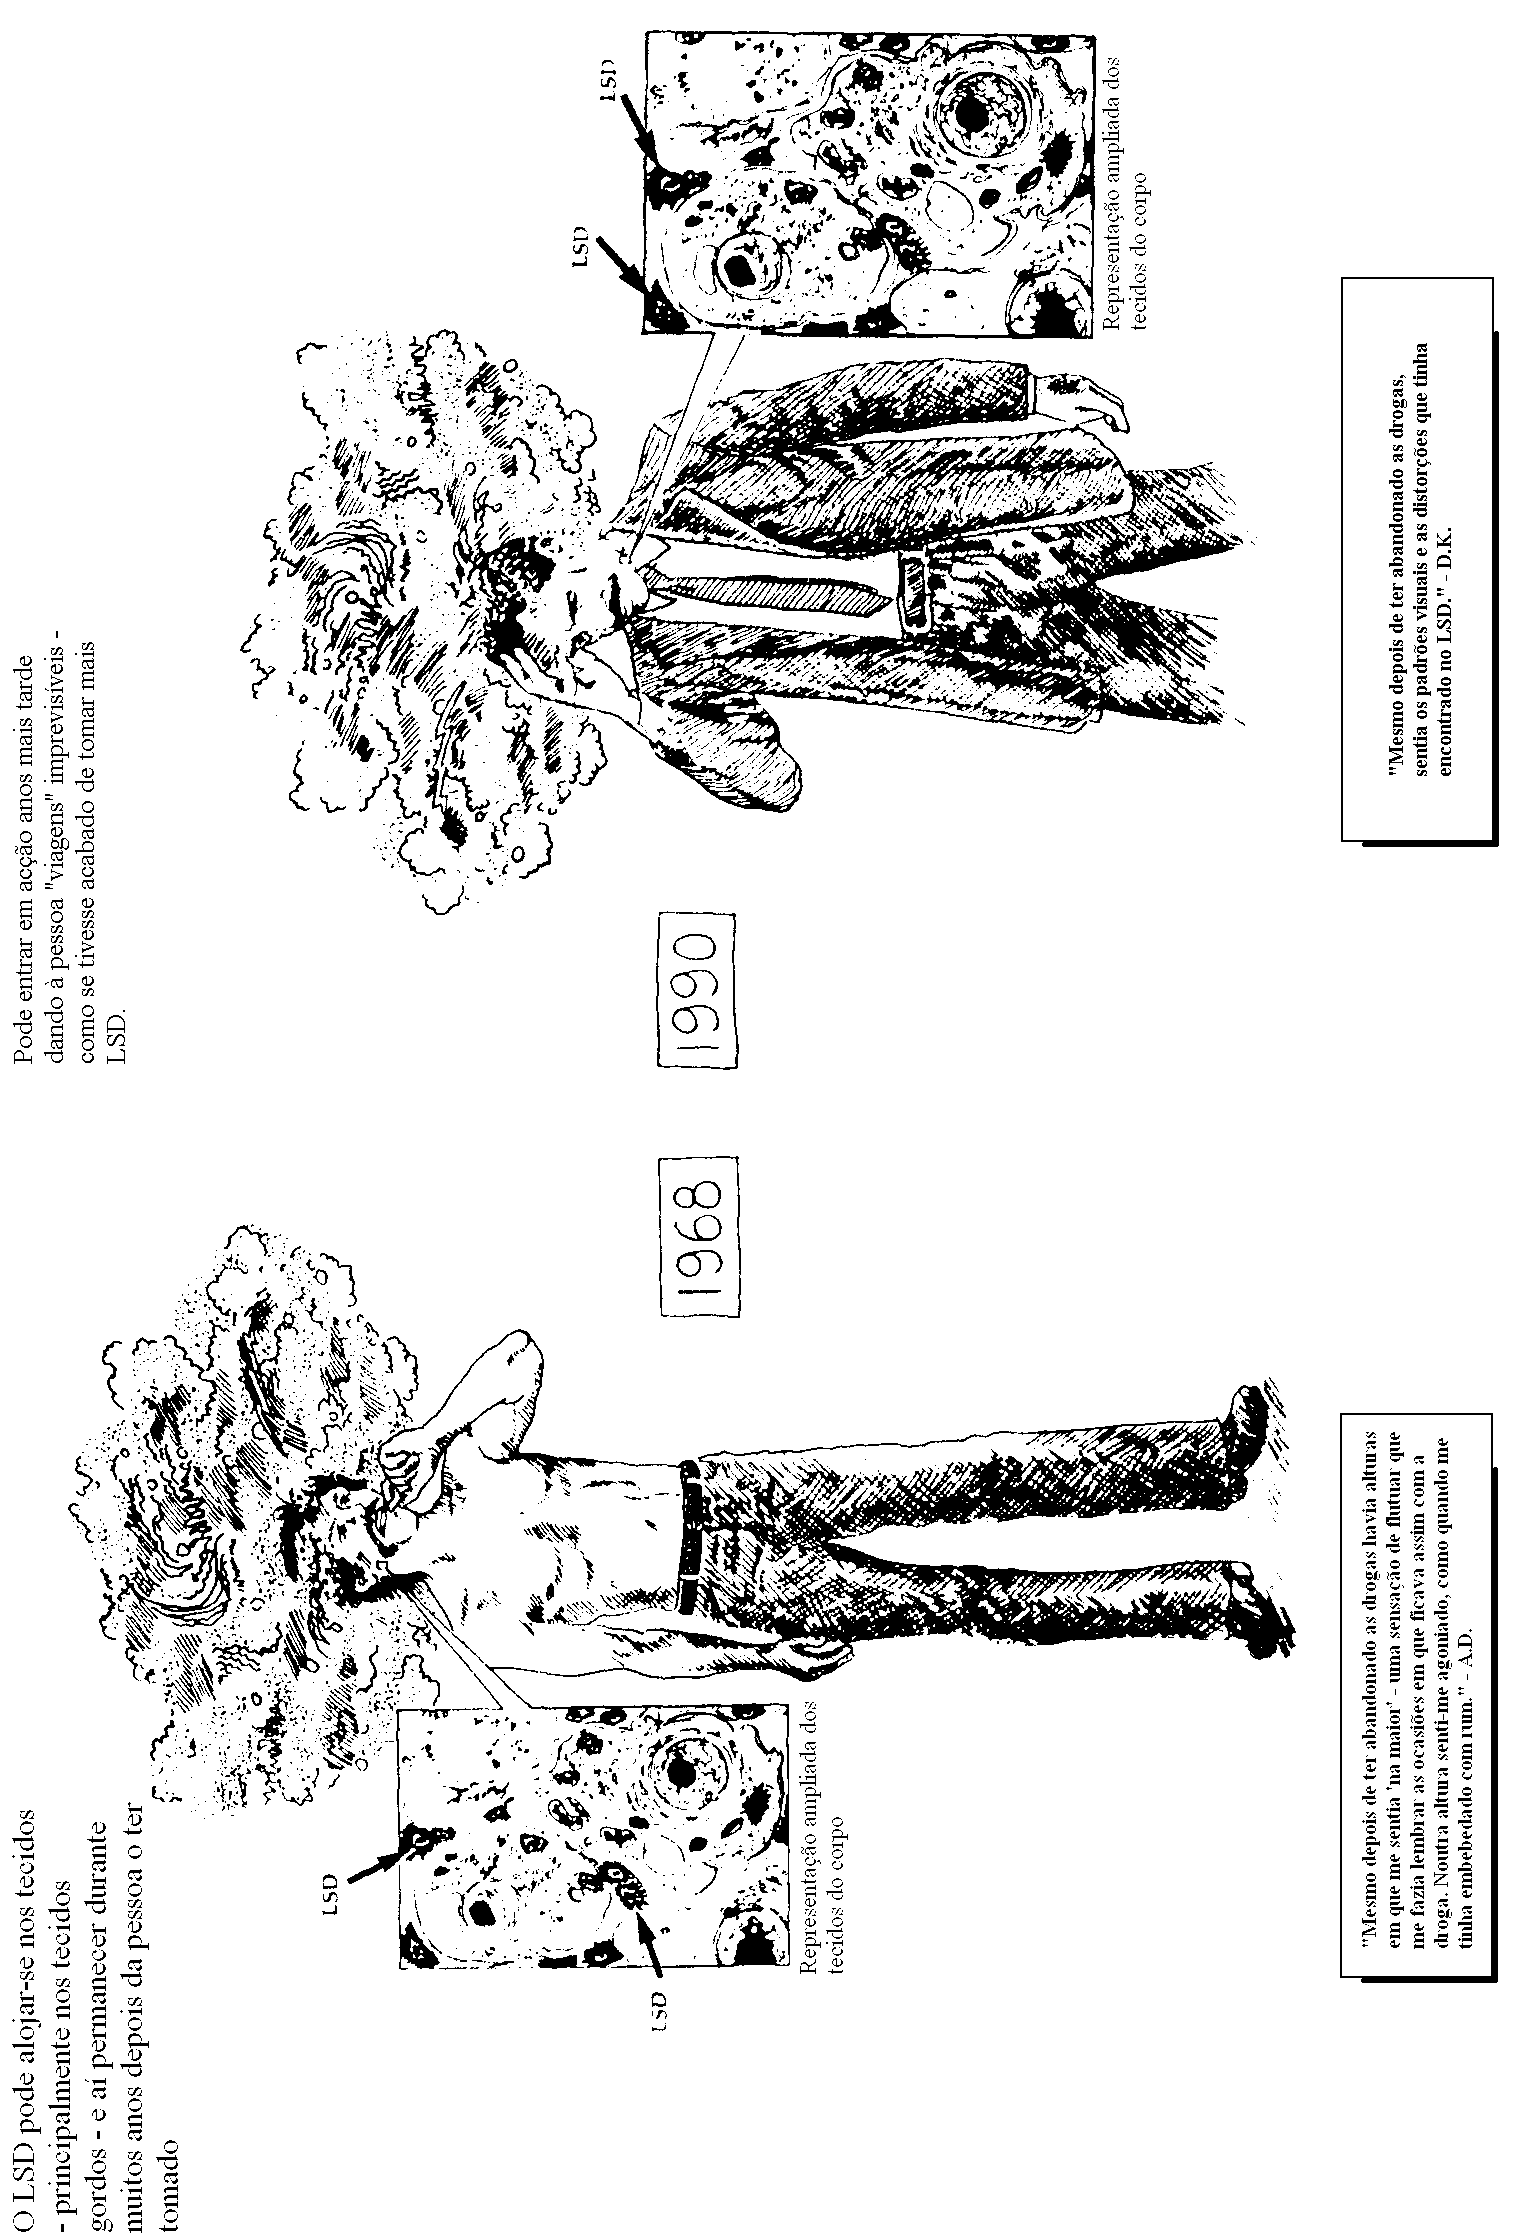 O LSD pode alojar-se nos tecidos
- principalmente nos tecidos
gordos - e aí permanecer durante
muitos anos depois da pessoa o ter
tomado
LSD
LSD
Representação ampliada dos
tecidos do corpo
1968
"Mesmo depois de ter abandonado as drogas havia alturas
em que me sentia 'na maior' - uma sensação de flutuar que
me fazia lembrar as ocasiões em que ficava assim com a
droga. Noutra altura senti-me agoniado, como quando me
tinha embebedado com rum." - A.D.
Pode entrar em acção anos mais tarde
dando à pessoa "viagens" imprevisíveis -
como se tivesse acabado de tomar mais
LSD.
1990
LSD
LSD
Representação ampliada dos
tecidos do corpo
"Mesmo depois de ter abandonado as drogas,
sentia os padrões visuais e as distorções que tinha
encontrado no LSD." - D.K.